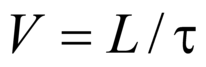 V = L / τ